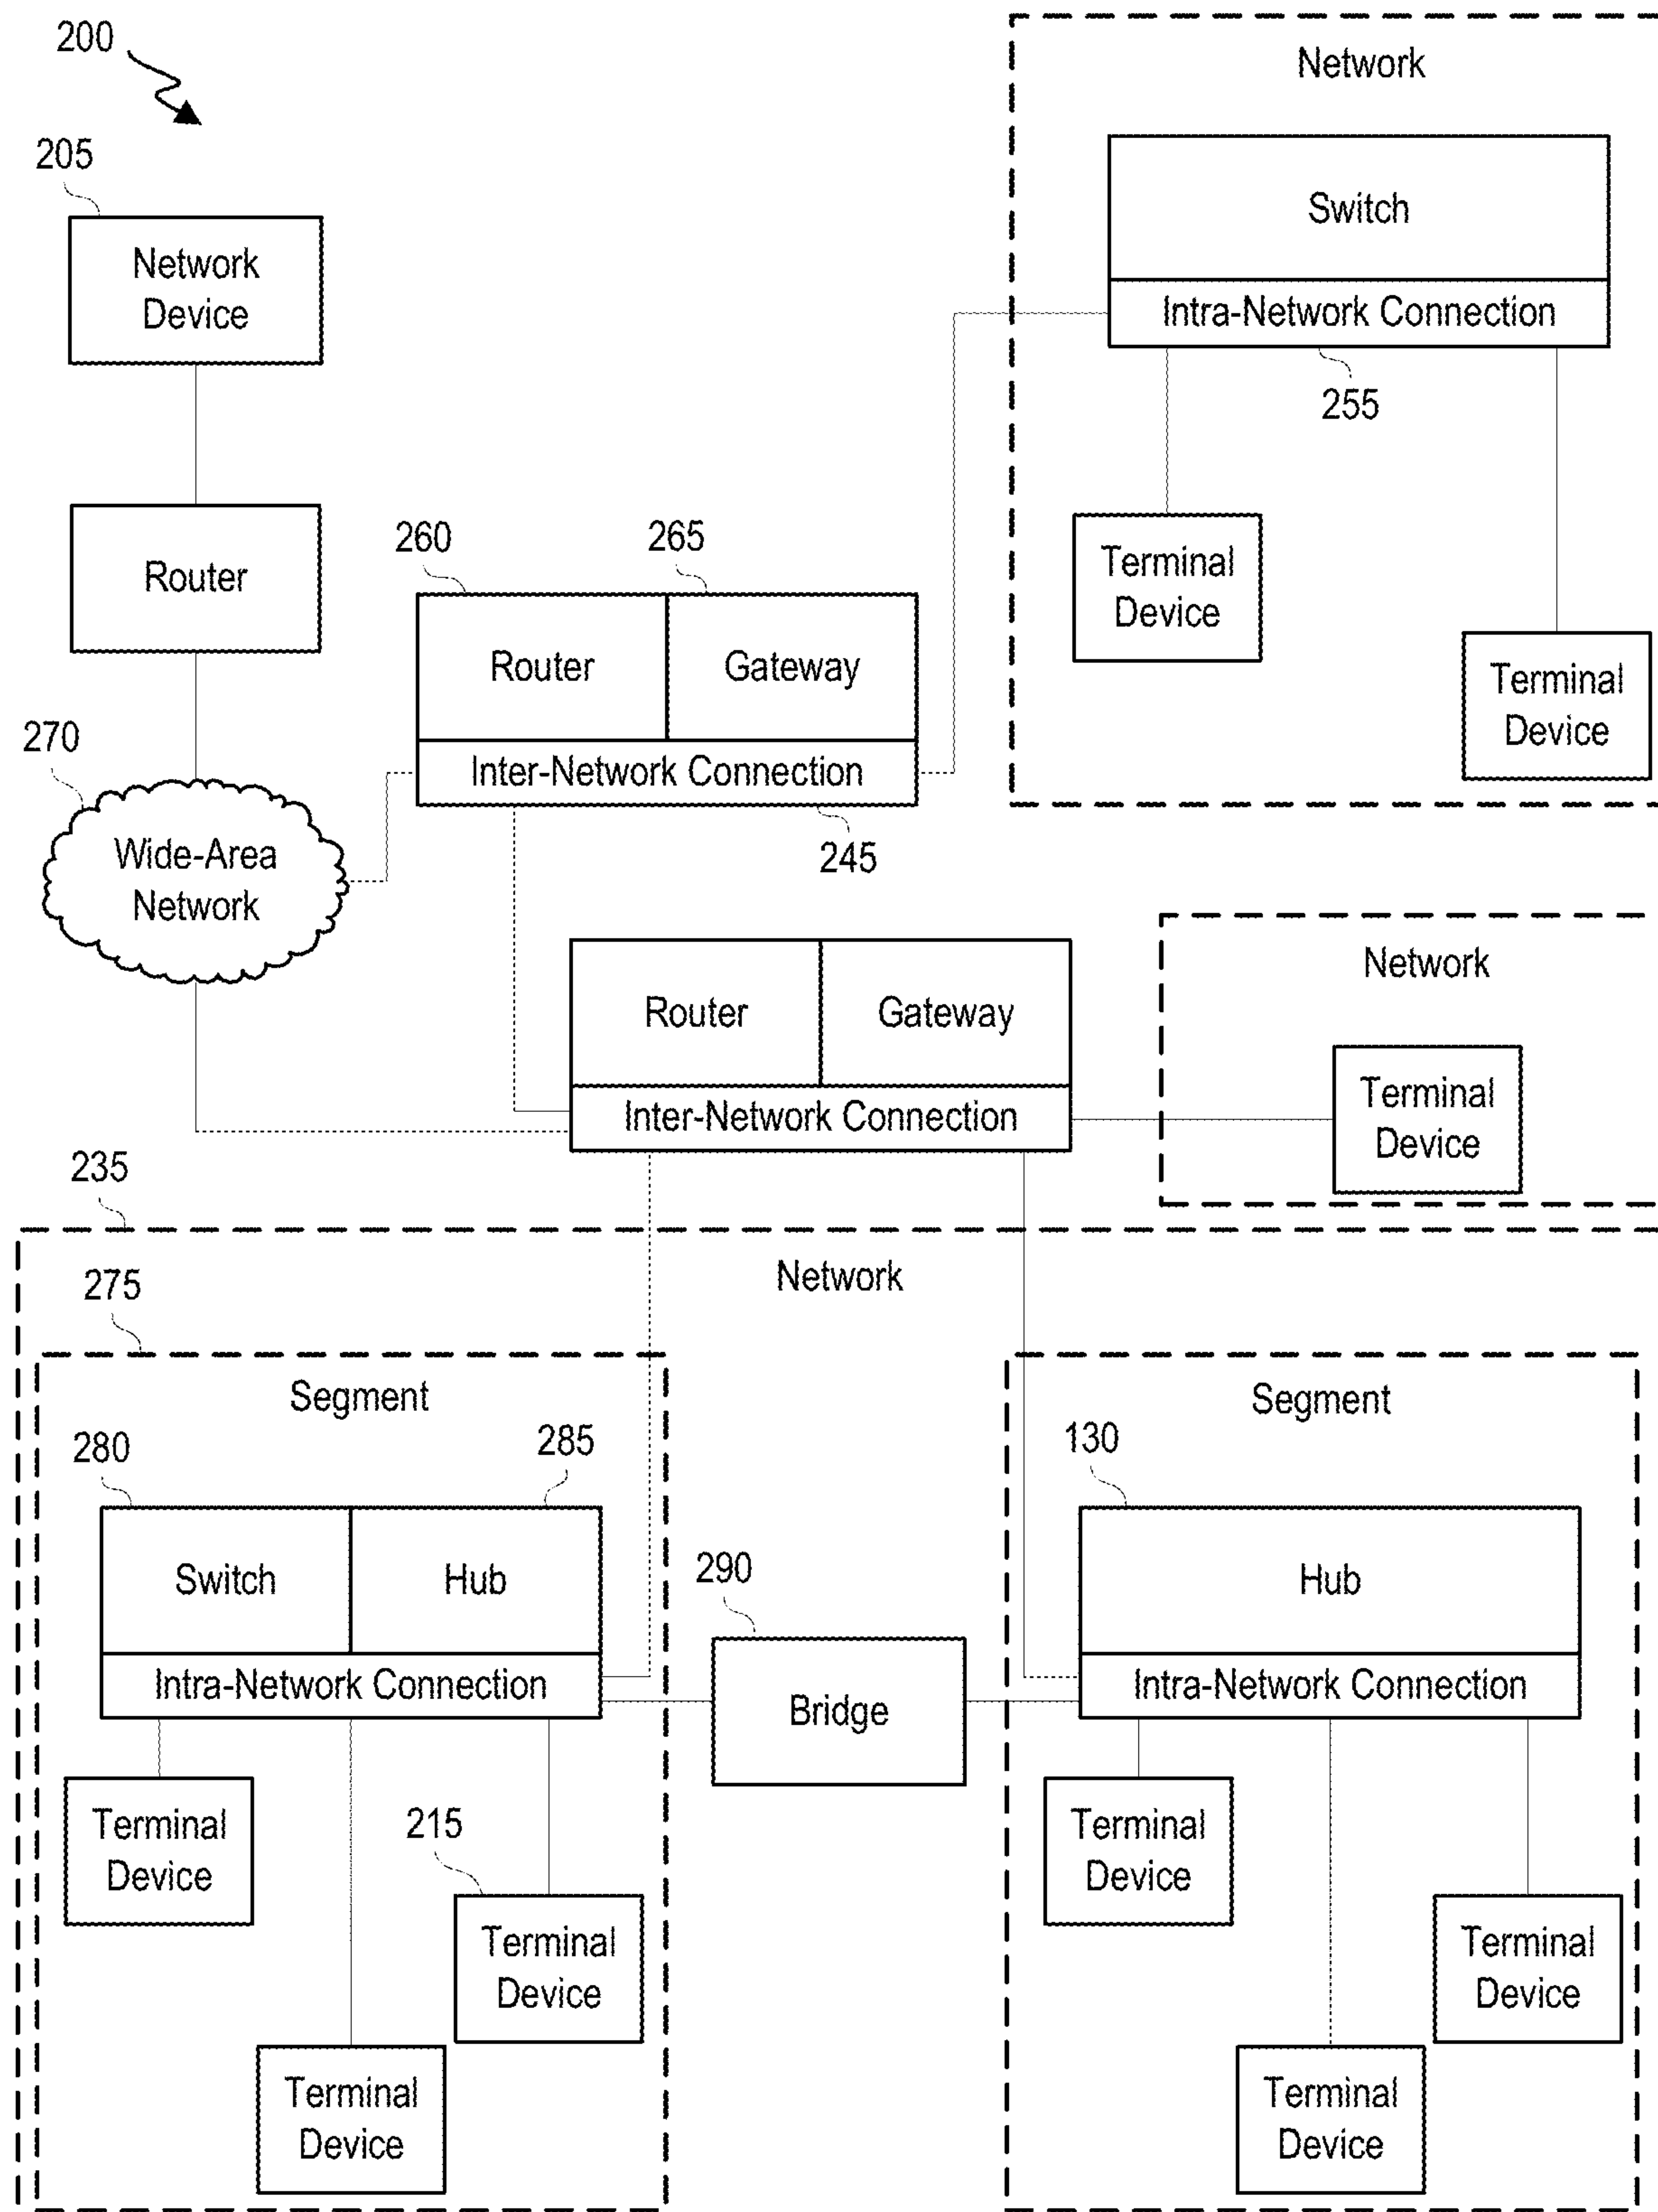 200
205
Network
Device
Router
270
Wide-Area
Network
260
265
Router
Gateway
Inter-Network Connection
245
Network
Switch
Intra-Network Connection
255
Terminal
Device
Terminal
Device
Router
Gateway
Inter-Network Connection
Network
Terminal
Device
235
Network
275
Segment
280
285
Switch
Hub
Intra-Network Connection
Terminal
Device
215
Terminal
Device
Terminal
Device
290
Bridge
Segment
130
Hub
Intra-Network Connection
Terminal
Device
Terminal
Device
Terminal
Device